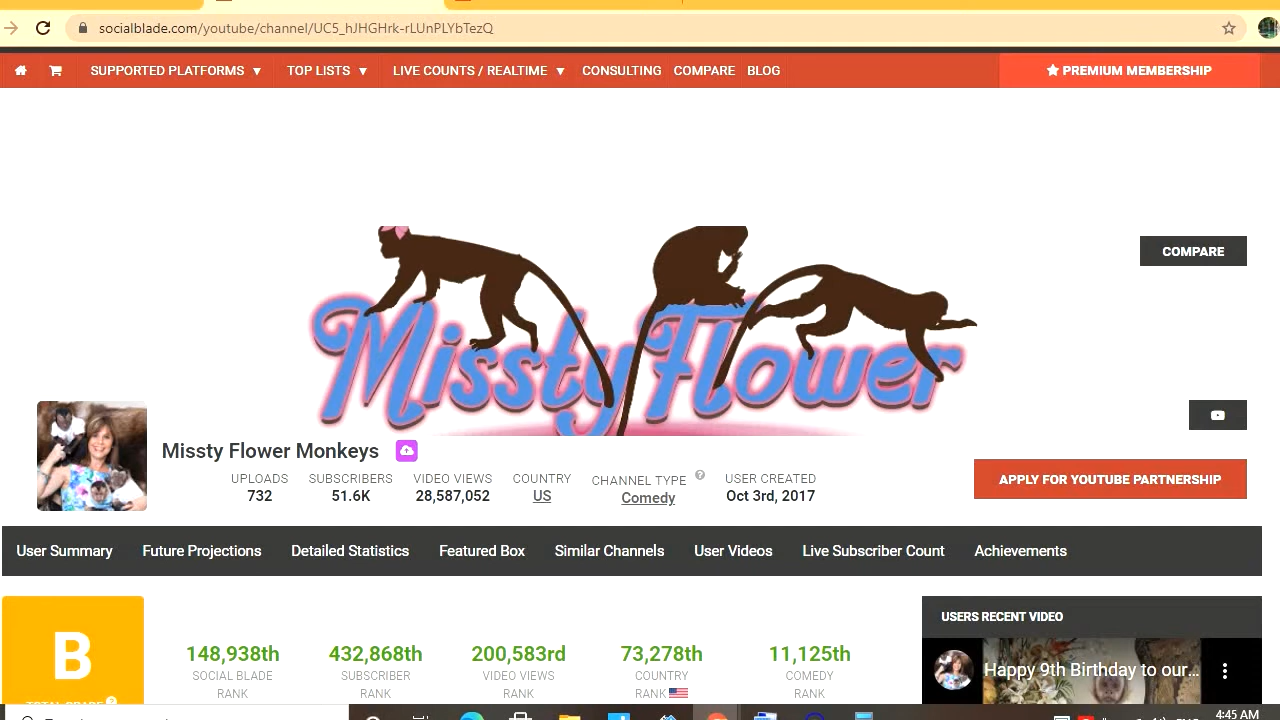 socialblade.com/youtube/channel/UC5_hJHGHrk-rLUnPLYbTezQ
SUPPORTED PLATFORMS TOP LISTS LIVE COUNTS / REALTIME CONSULTING COMPARE BLOG PREMIUM MEMBERSHIP
MisstyFlower
COMPARE
Missty Flower Monkeys
UPLOADS SUBSCRIBERS VIDEO VIEWS COUNTRY CHANNEL TYPE ? USER CREATED
732 51.6K 28,587,052 US Comedy Oct 3rd, 2017
APPLY FOR YOUTUBE PARTNERSHIP
User Summary Future Projections Detailed Statistics Featured Box Similar Channels User Videos Live Subscriber Count Achievements
B
148,938th 432,868th 200,583rd 73,278th 11,125th
SOCIAL BLADE SUBSCRIBER VIDEO VIEWS COUNTRY COMEDY
RANK RANK RANK RANK RANK
USERS RECENT VIDEO
Happy 9th Birthday to our...
4:45 AM